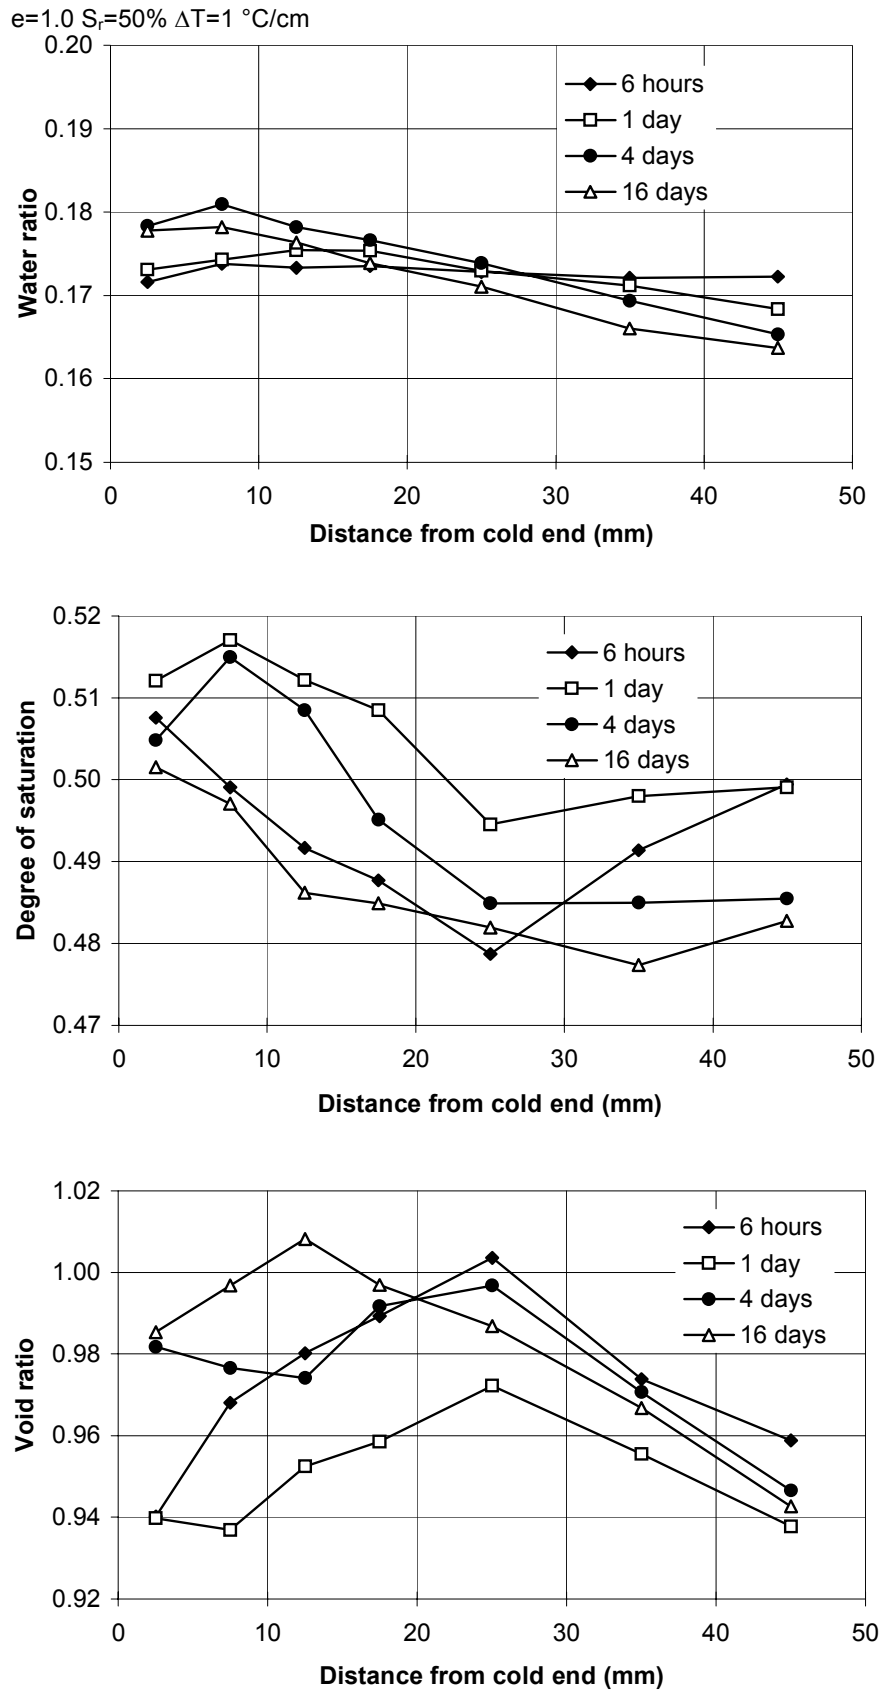 e=1.0 Sr=50% ΔT=1 °C/cm
0.20
0.19
0.18
0.17
0.16
0.15
Water ratio
6 hours
1 day
4 days
16 days
0 10 20 30 40 50
Distance from cold end (mm)
0.52
0.51
0.50
0.49
0.48
0.47
Degree of saturation
6 hours
1 day
4 days
16 days
0 10 20 30 40 50
Distance from cold end (mm)
1.02
1.00
0.98
0.96
0.94
0.92
Void ratio
6 hours
1 day
4 days
16 days
0 10 20 30 40 50
Distance from cold end (mm)